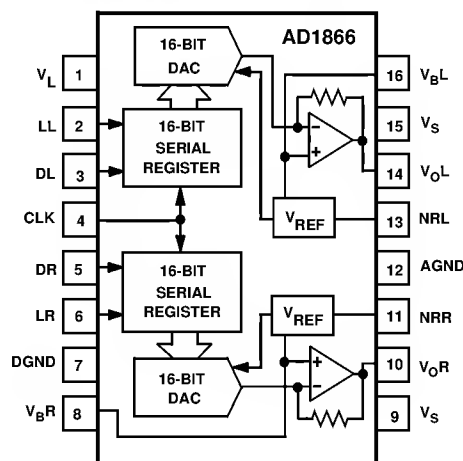 AD1866
16-BIT
DAC
V_L 1
16 V_BL
LL 2
16-BIT
SERIAL
REGISTER
15 V_S
DL 3
14 V_OL
CLK 4
V_REF
13 NRL
DR 5
16-BIT
SERIAL
REGISTER
12 AGND
LR 6
V_REF
11 NRR
DGND 7
16-BIT
DAC
10 V_OR
V_BR 8
9 V_S
− +
+ −